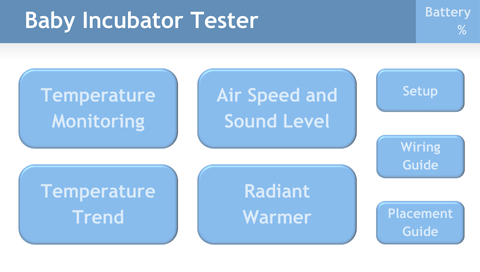 Baby Incubator Tester
Battery
%
Temperature
Monitoring
Air Speed and
Sound Level
Setup
Wiring
Guide
Temperature
Trend
Radiant
Warmer
Placement
Guide